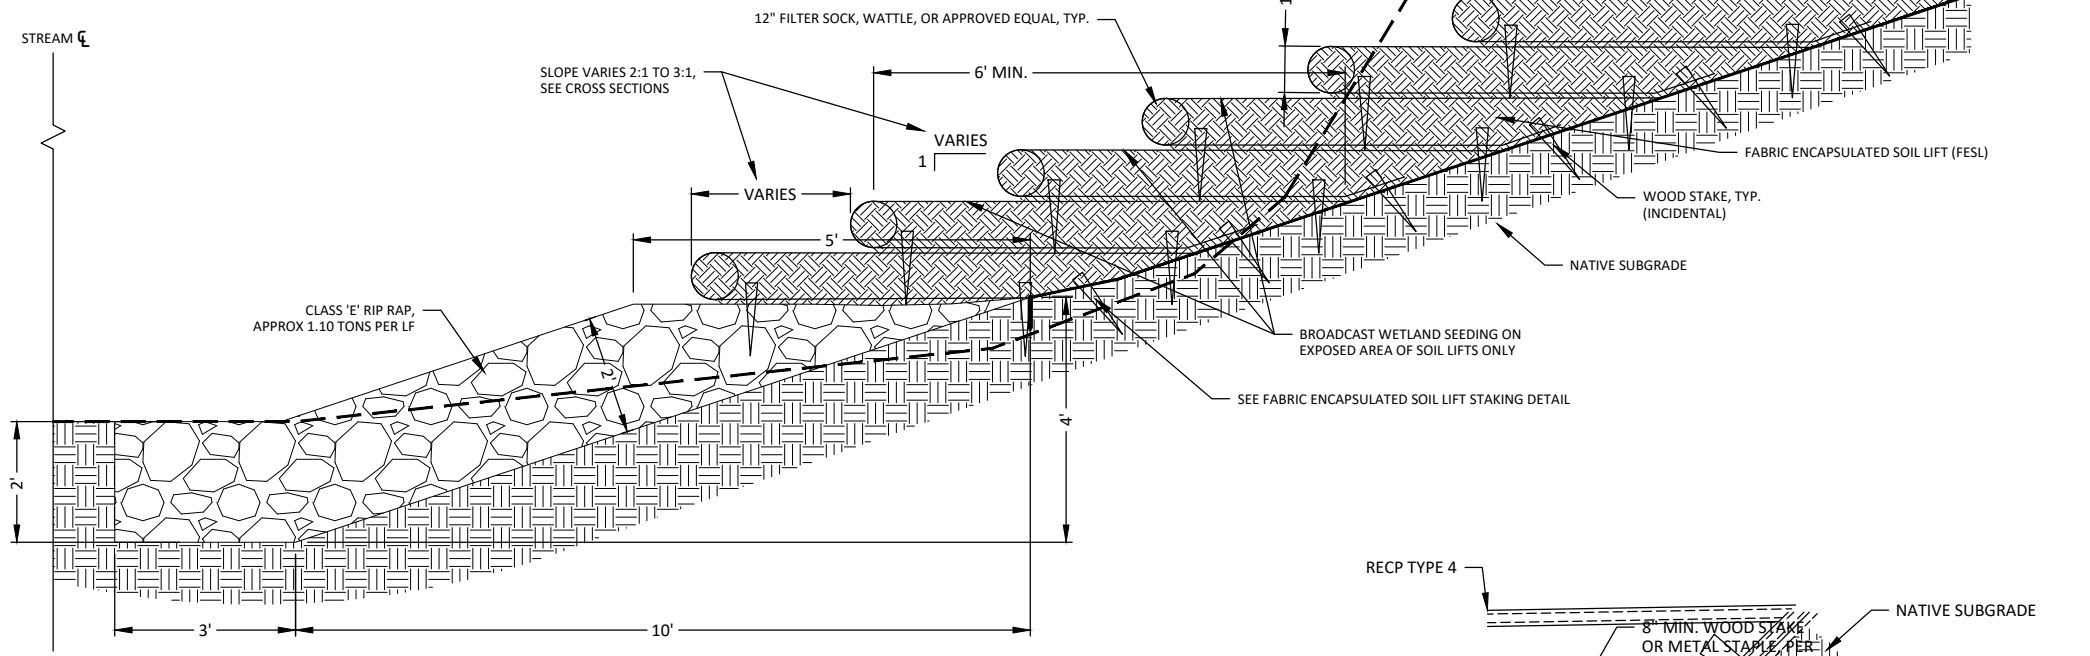 12" FILTER SOCK, WATTLE, OR APPROVED EQUAL, TYP.
STREAM ℄
SLOPE VARIES 2:1 TO 3:1,
SEE CROSS SECTIONS
6' MIN.
VARIES
1
VARIES
5'
FABRIC ENCAPSULATED SOIL LIFT (FESL)
WOOD STAKE, TYP.
(INCIDENTAL)
NATIVE SUBGRADE
CLASS 'E' RIP RAP,
APPROX 1.10 TONS PER LF
BROADCAST WETLAND SEEDING ON
EXPOSED AREA OF SOIL LIFTS ONLY
2'
SEE FABRIC ENCAPSULATED SOIL LIFT STAKING DETAIL
4'
2'
3'
10'
RECP TYPE 4
NATIVE SUBGRADE
8" MIN. WOOD STAKE
OR METAL STAPLE, PER